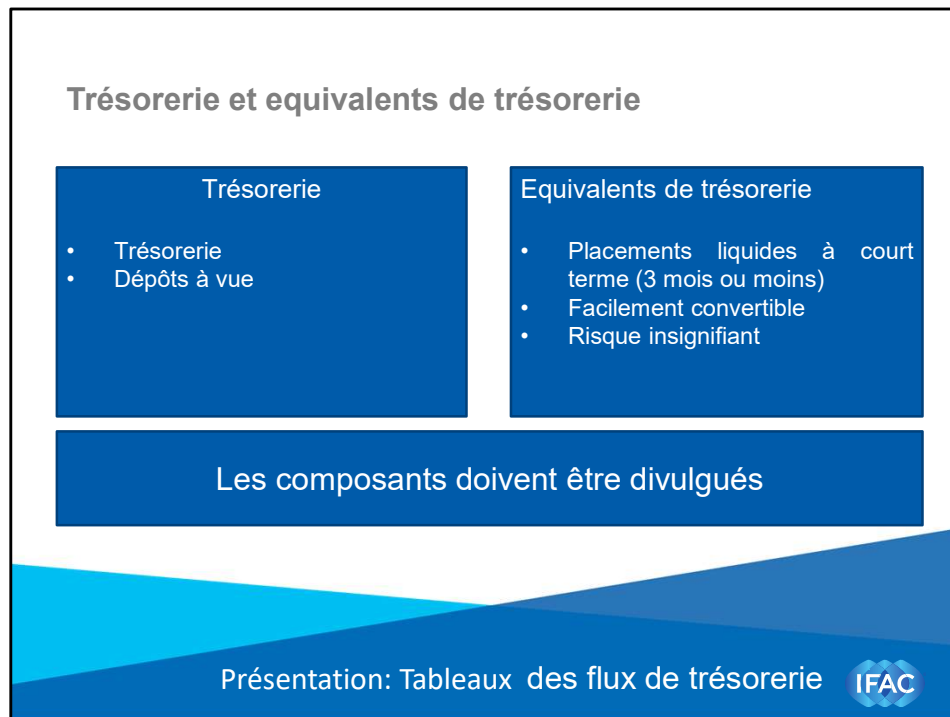 Trésorerie et equivalents de trésorerie
Trésorerie
• Trésorerie
• Dépôts à vue
Equivalents de trésorerie
• Placements liquides à court
terme (3 mois ou moins)
• Facilement convertible
• Risque insignifiant
Les composants doivent être divulgués
Présentation: Tableaux des flux de trésorerie
IFAC